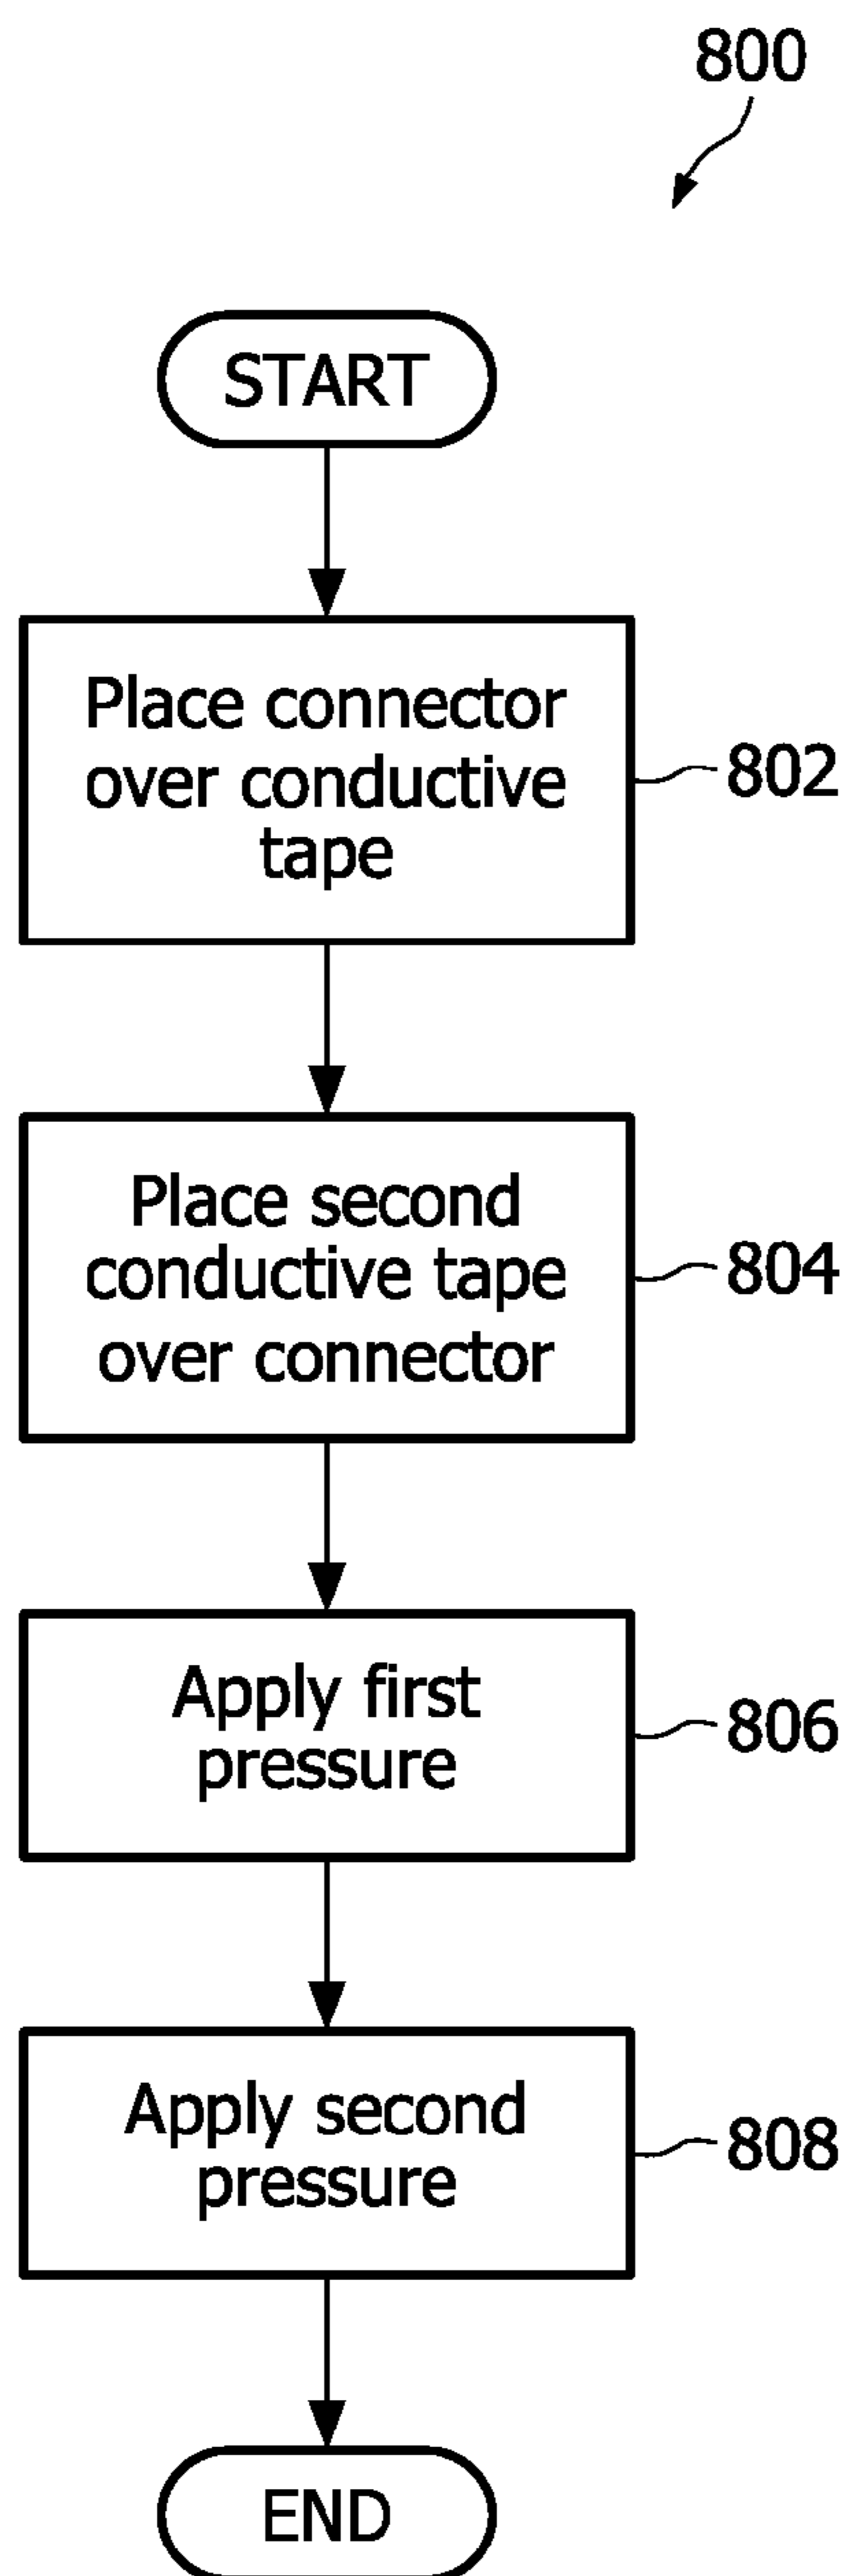 800
START
Place connector
over conductive
tape
802
Place second
conductive tape
over connector
804
Apply first
pressure
806
Apply second
pressure
808
END